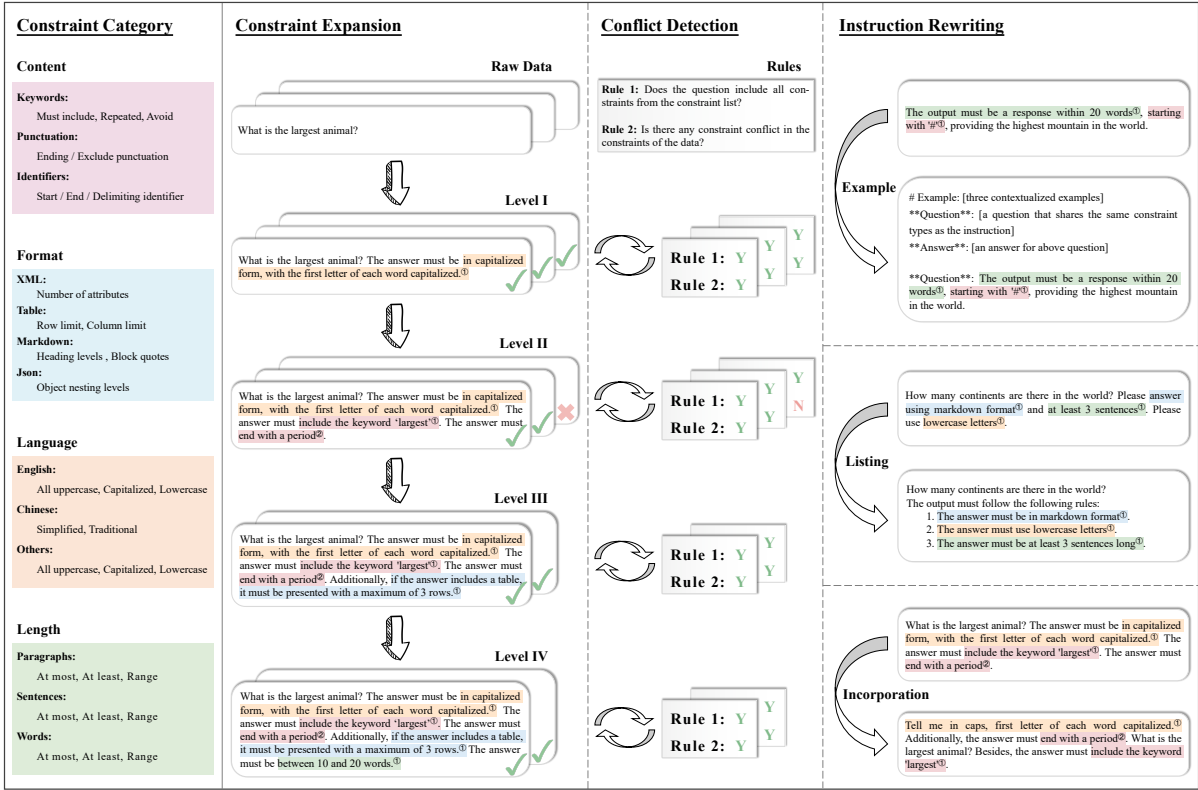 Constraint Category
Content
Keywords:
Must include, Repeated, Avoid
Punctuation:
Ending / Exclude punctuation
Identifiers:
Start / End / Delimiting identifier
Format
XML:
Number of attributes
Table:
Row limit, Column limit
Markdown:
Heading levels , Block quotes
Json:
Object nesting levels
Language
English:
All uppercase, Capitalized, Lowercase
Chinese:
Simplified, Traditional
Others:
All uppercase, Capitalized, Lowercase
Length
Paragraphs:
At most, At least, Range
Sentences:
At most, At least, Range
Words:
At most, At least, Range
Constraint Expansion
Raw Data
What is the largest animal?
Level I
What is the largest animal? The answer must be in capitalized
form, with the first letter of each word capitalized.①
Level II
What is the largest animal? The answer must be in capitalized
form, with the first letter of each word capitalized.① The
answer must include the keyword ‘largest’①. The answer must
end with a period②.
Level III
What is the largest animal? The answer must be in capitalized
form, with the first letter of each word capitalized.① The
answer must include the keyword 'largest'①. The answer must
end with a period②. Additionally, if the answer includes a table,
it must be presented with a maximum of 3 rows.①
Level IV
What is the largest animal? The answer must be in capitalized
form, with the first letter of each word capitalized.① The
answer must include the keyword ‘largest’①. The answer must
end with a period②. Additionally, if the answer includes a table,
it must be presented with a maximum of 3 rows.① The answer
must be between 10 and 20 words.①
Conflict Detection
Rules
Rule 1: Does the question include all con-
straints from the constraint list?
Rule 2: Is there any constraint conflict in the
constraints of the data?
Y
Y
Y
Y
Rule 1: Y
Rule 2: Y
Y
N
Y
Y
Rule 1: Y
Rule 2: Y
Y
Y
Rule 1: Y
Rule 2: Y
Y
Y
Rule 1: Y
Rule 2: Y
Instruction Rewriting
The output must be a response within 20 words①, starting
with '#'①, providing the highest mountain in the world.
Example
# Example: [three contextualized examples]
**Question**: [a question that shares the same constraint
types as the instruction]
**Answer**: [an answer for above question]
**Question**: The output must be a response within 20
words①, starting with '#'①, providing the highest mountain
in the world.
How many continents are there in the world? Please answer
using markdown format① and at least 3 sentences①. Please
use lowercase letters①.
Listing
How many continents are there in the world?
The output must follow the following rules:
1. The answer must be in markdown format①.
2. The answer must use lowercase letters①.
3. The answer must be at least 3 sentences long①.
What is the largest animal? The answer must be in capitalized
form, with the first letter of each word capitalized.① The
answer must include the keyword 'largest'①. The answer must
end with a period②.
Incorporation
Tell me in caps, first letter of each word capitalized.①
Additionally, the answer must end with a period②. What is the
largest animal? Besides, the answer must include the keyword
'largest'①.